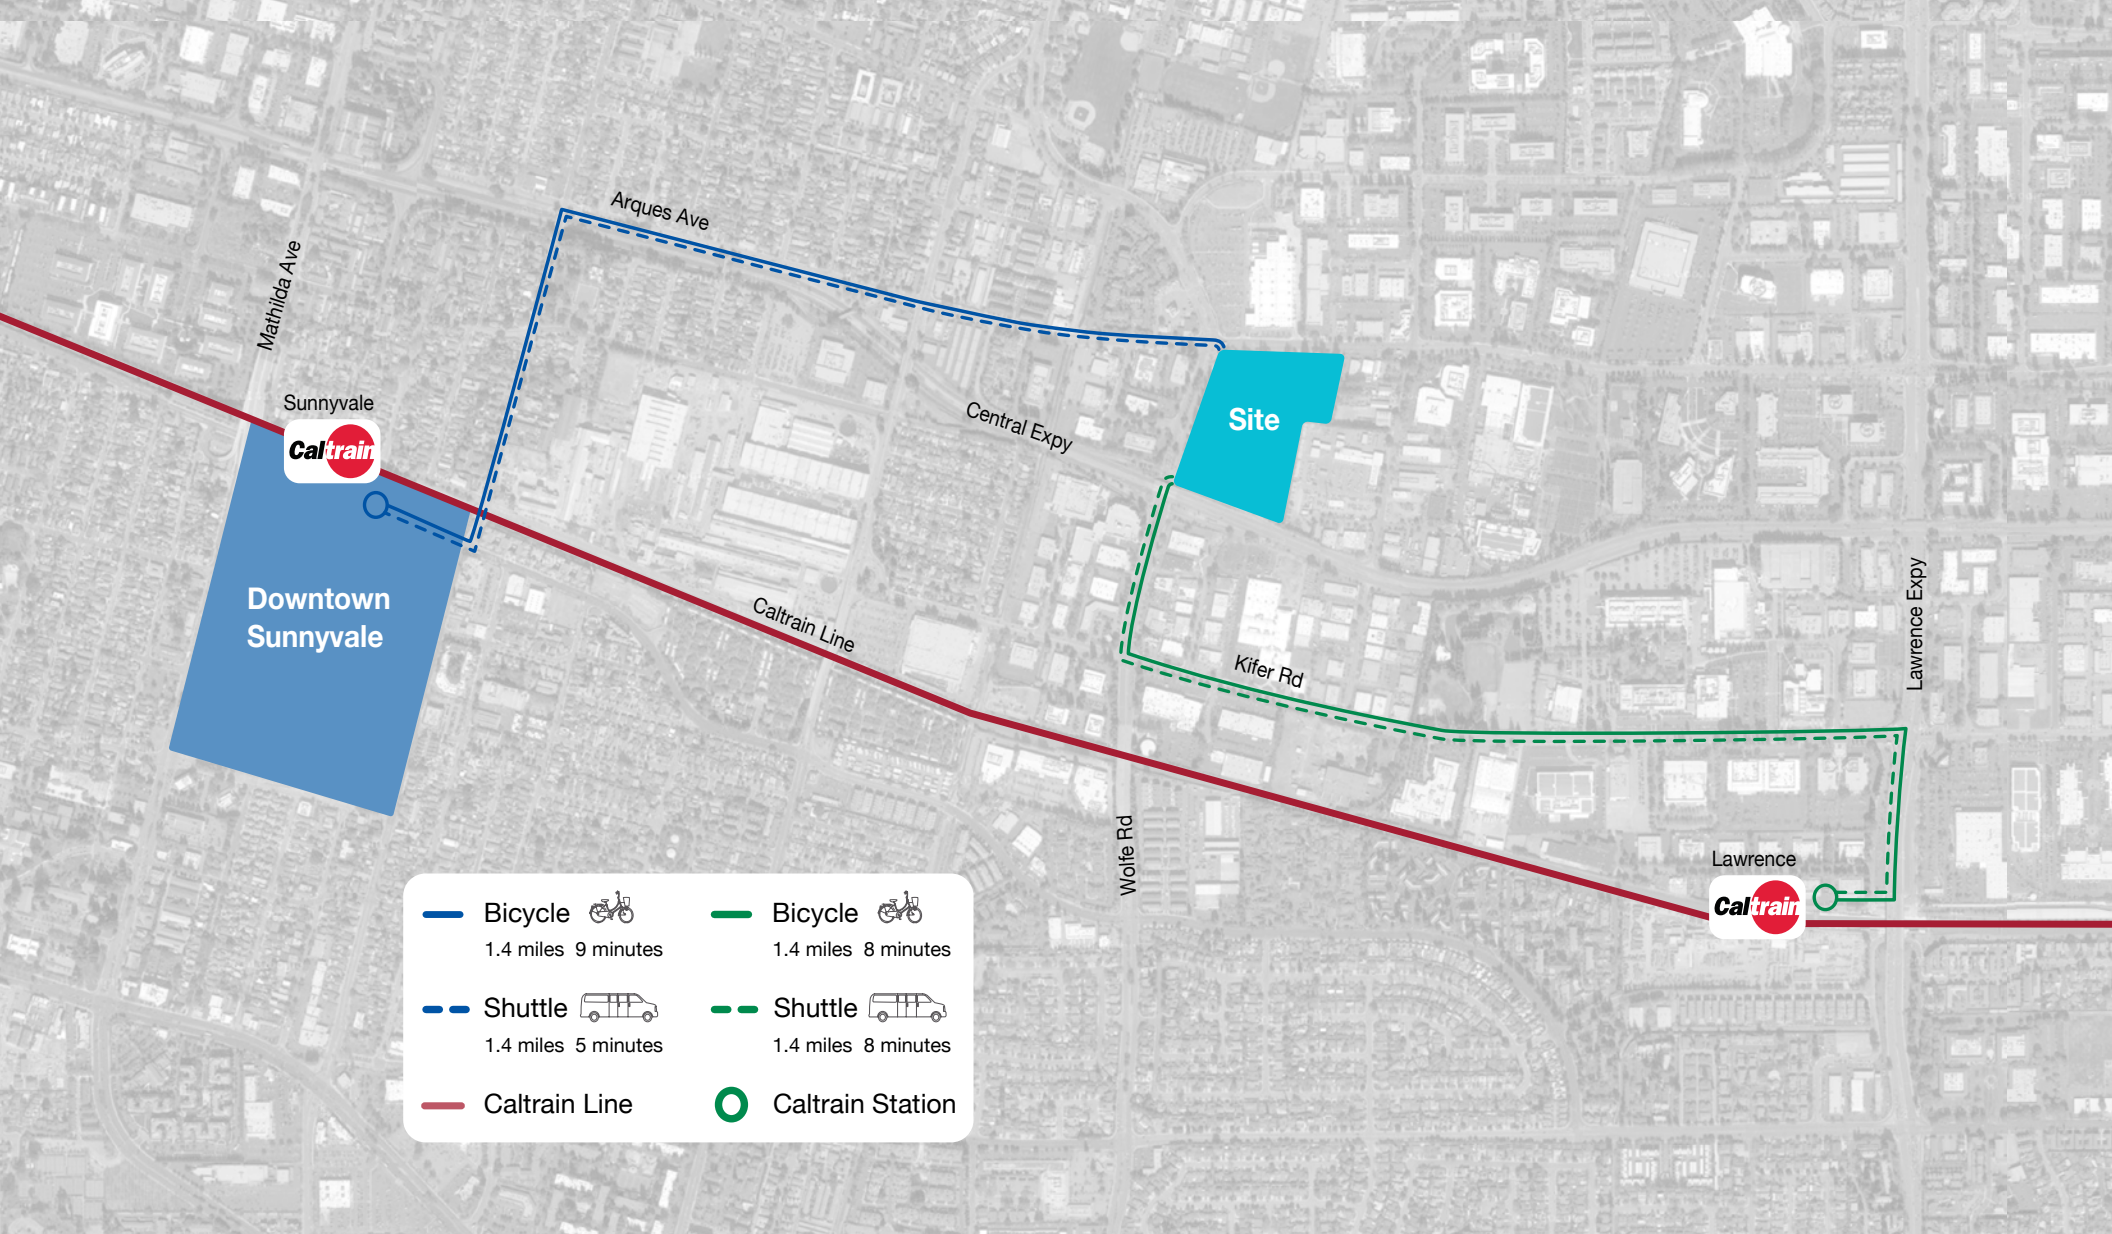 Arques Ave
Mathilda Ave
Sunnyvale
Caltrain
Central Expy
Site
Downtown
Sunnyvale
Caltrain Line
Kifer Rd
Lawrence Expy
Wolfe Rd
Lawrence
Caltrain
Bicycle
1.4 miles 9 minutes
Bicycle
1.4 miles 8 minutes
Shuttle
1.4 miles 5 minutes
Shuttle
1.4 miles 8 minutes
Caltrain Line
Caltrain Station